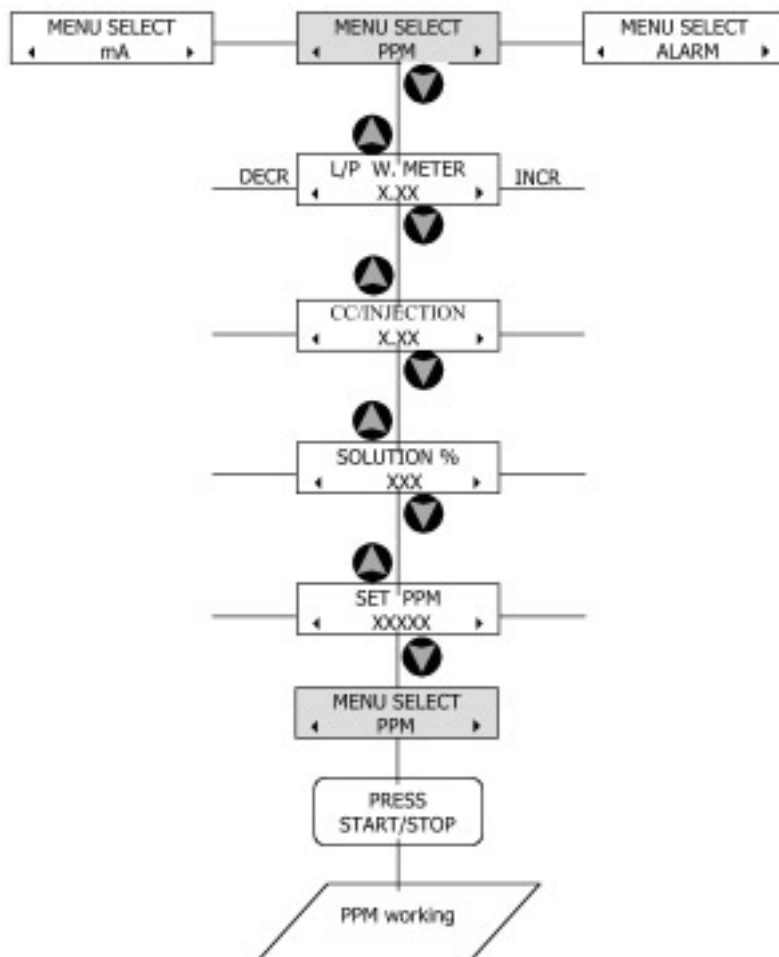 MENU SELECT
mA
MENU SELECT
PPM
MENU SELECT
ALARM
DECR
L/P W. METER
X.XX
INCR
CC/INJECTION
X.XX
SOLUTION %
XXX
SET PPM
XXXXX
MENU SELECT
PPM
PRESS
START/STOP
PPM working